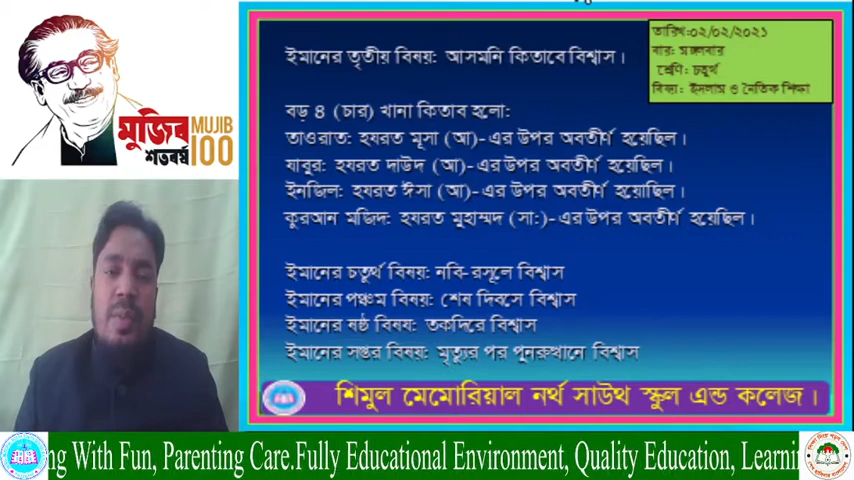 মুজিব MUJIB
শতবর্ষ 100
তারিখ:০২/০২/২০২১
বার: মঙ্গলবার
শ্রেণি: চতুর্থ
বিষয়: ইসলাম ও নৈতিক শিক্ষা
ইমানের তৃতীয় বিষয়: আসমনি কিতাবে বিশ্বাস।
বড় ৪ (চার) খানা কিতাব হলো:
তাওরাত: হযরত মূসা (আ)-এর উপর অবতীর্ণ হয়েছিল।
যাবুর: হযরত দাউদ (আ)-এর উপর অবতীর্ণ হয়েছিল।
ইনজিল: হযরত ঈসা (আ)-এর উপর অবতীর্ণ হয়োছিল।
কুরআন মজিদ: হযরত মুহাম্মদ (সা:)-এর উপর অবতীর্ণ হয়েছিল।
ইমানের চতুর্থ বিষয়: নবি-রসূলে বিশ্বাস
ইমানের পঞ্চম বিষয়: শেষ দিবসে বিশ্বাস
ইমানের ষষ্ঠ বিষয: তকদিরে বিশ্বাস
ইমানের সপ্তর বিষয়: মৃত্যুর পর পুনরুত্থানে বিশ্বাস
শিমুল মেমোরিয়াল নর্থ সাউথ স্কুল এন্ড কলেজ।
ng With Fun, Parenting Care.Fully Educational Environment, Quality Education, Learnin